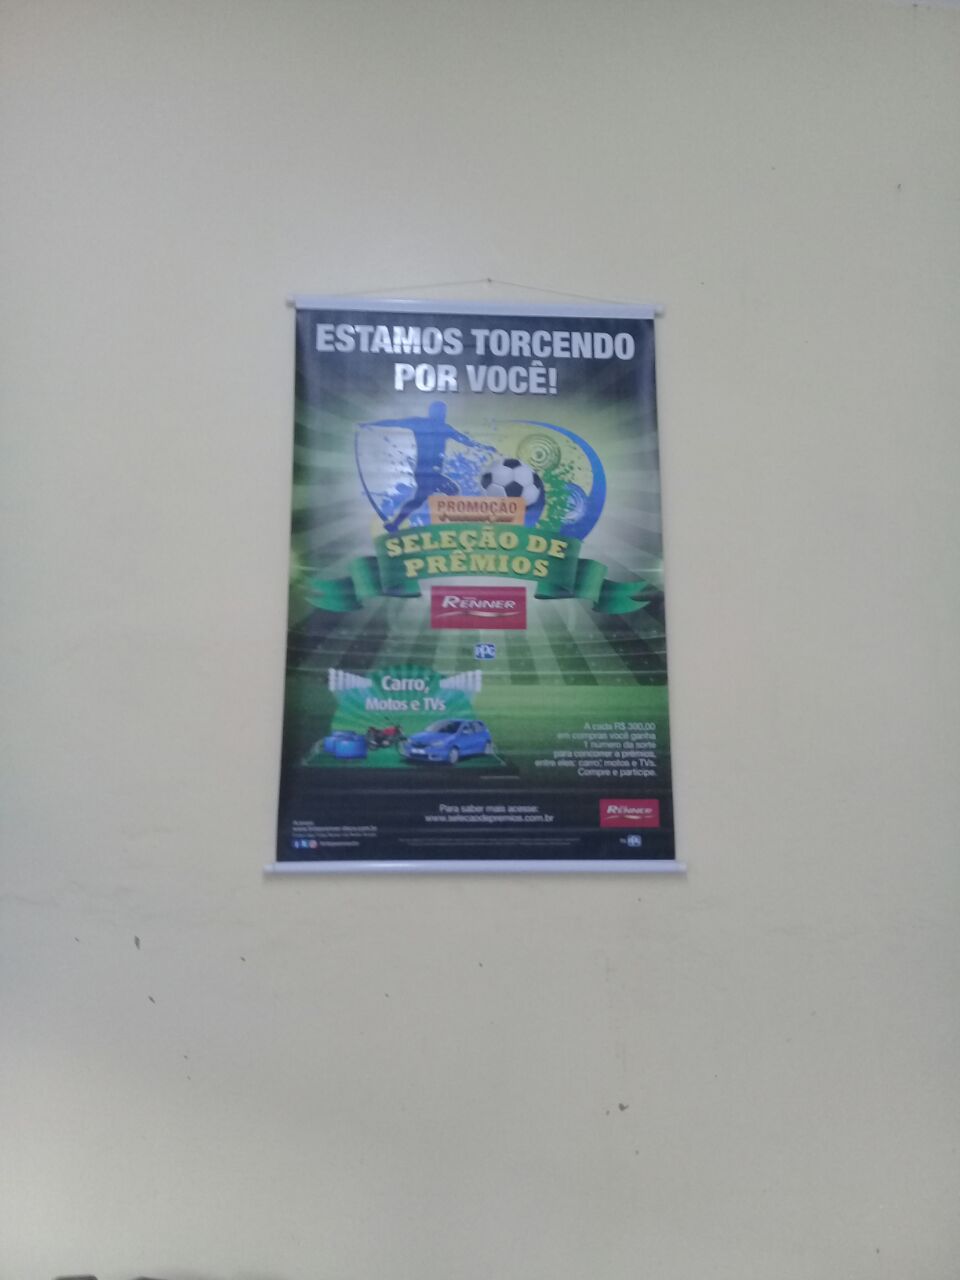 ESTAMOS TORCENDO
POR VOCÊ!
PROMOÇÃO
SELEÇÃO DE
PRÊMIOS
RENNER
PPG
Carro*,
Motos e TVs
A cada R$ 300,00
em compras você ganha
1 número da sorte
para concorrer a prêmios,
entre eles: carro*, motos e TVs.
Compre e participe.
Para saber mais acesse:
www.selecaodepremios.com.br
RENNER
PPG